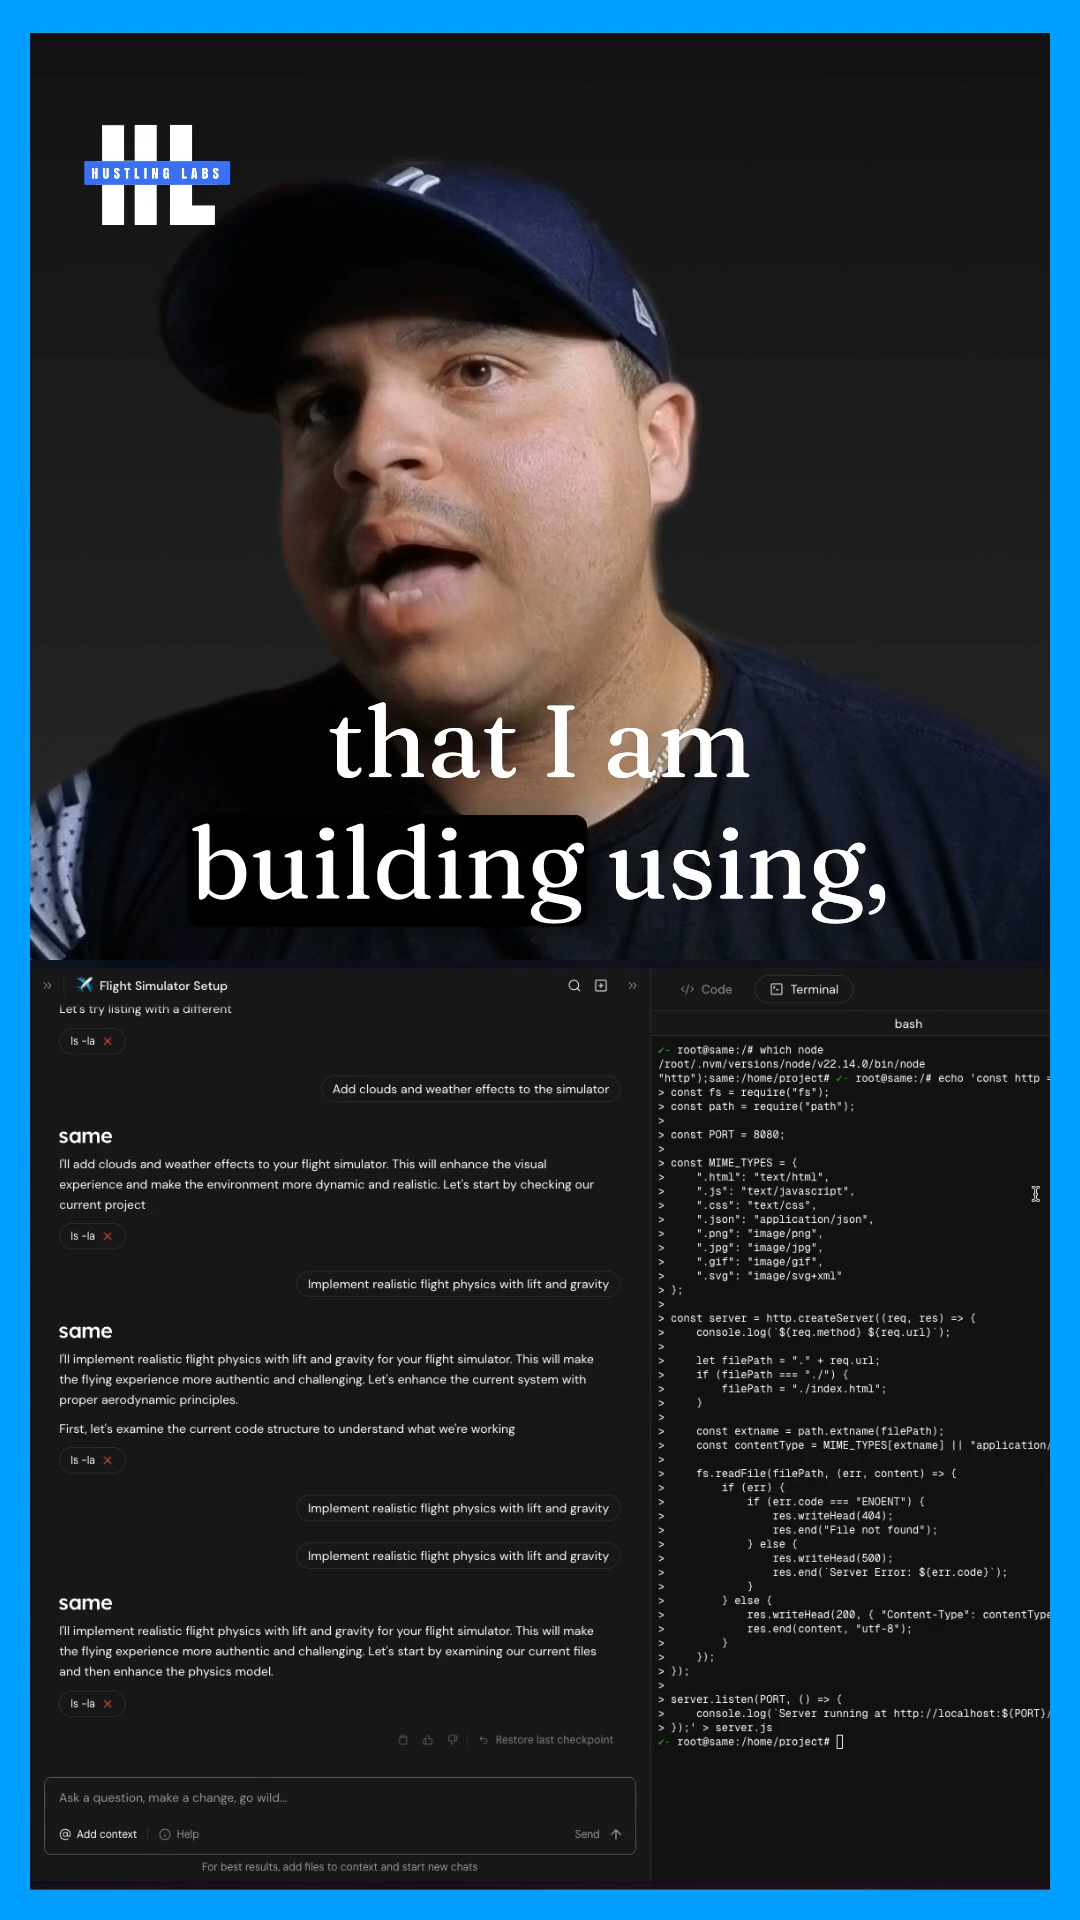 HUSTLING LABS
HL
that I am
building using,
Flight Simulator Setup
Let's try listing with a different
ls -la
Add clouds and weather effects to the simulator
same
I'll add clouds and weather effects to your flight simulator. This will enhance the visual
experience and make the environment more dynamic and realistic. Let's start by checking our
current project
ls -la
Implement realistic flight physics with lift and gravity
same
I'll implement realistic flight physics with lift and gravity for your flight simulator. This will make
the flying experience more authentic and challenging. Let's enhance the current system with
proper aerodynamic principles.
First, let's examine the current code structure to understand what we're working
ls -la
Implement realistic flight physics with lift and gravity
Implement realistic flight physics with lift and gravity
same
I'll implement realistic flight physics with lift and gravity for your flight simulator. This will make
the flying experience more authentic and challenging. Let's start by examining our current files
and then enhance the physics model.
ls -la
Restore last checkpoint
Ask a question, make a change, go wild...
Add context
Help
Send
For best results, add files to context and start new chats
</> Code
Terminal
bash
✓- root@same:/# which node
/root/.nvm/versions/node/v22.14.0/bin/node
"http");same:/home/project# ✓- root@same:/# echo 'const http =
> const fs = require("fs");
> const path = require("path");
>
> const PORT = 8080;
>
> const MIME_TYPES = {
>     ".html": "text/html",
>     ".js": "text/javascript",
>     ".css": "text/css",
>     ".json": "application/json",
>     ".png": "image/png",
>     ".jpg": "image/jpg",
>     ".gif": "image/gif",
>     ".svg": "image/svg+xml"
> };
>
> const server = http.createServer((req, res) => {
>     console.log(`${req.method} ${req.url}`);
>
>     let filePath = "." + req.url;
>     if (filePath === "./") {
>         filePath = "./index.html";
>     }
>
>     const extname = path.extname(filePath);
>     const contentType = MIME_TYPES[extname] || "application/
>
>     fs.readFile(filePath, (err, content) => {
>         if (err) {
>             if (err.code === "ENOENT") {
>                 res.writeHead(404);
>                 res.end("File not found");
>             } else {
>                 res.writeHead(500);
>                 res.end(`Server Error: ${err.code}`);
>             }
>         } else {
>             res.writeHead(200, { "Content-Type": contentType
>             res.end(content, "utf-8");
>         }
>     });
> });
>
> server.listen(PORT, () => {
>     console.log(`Server running at http://localhost:${PORT}/
> });' > server.js
✓- root@same:/home/project#